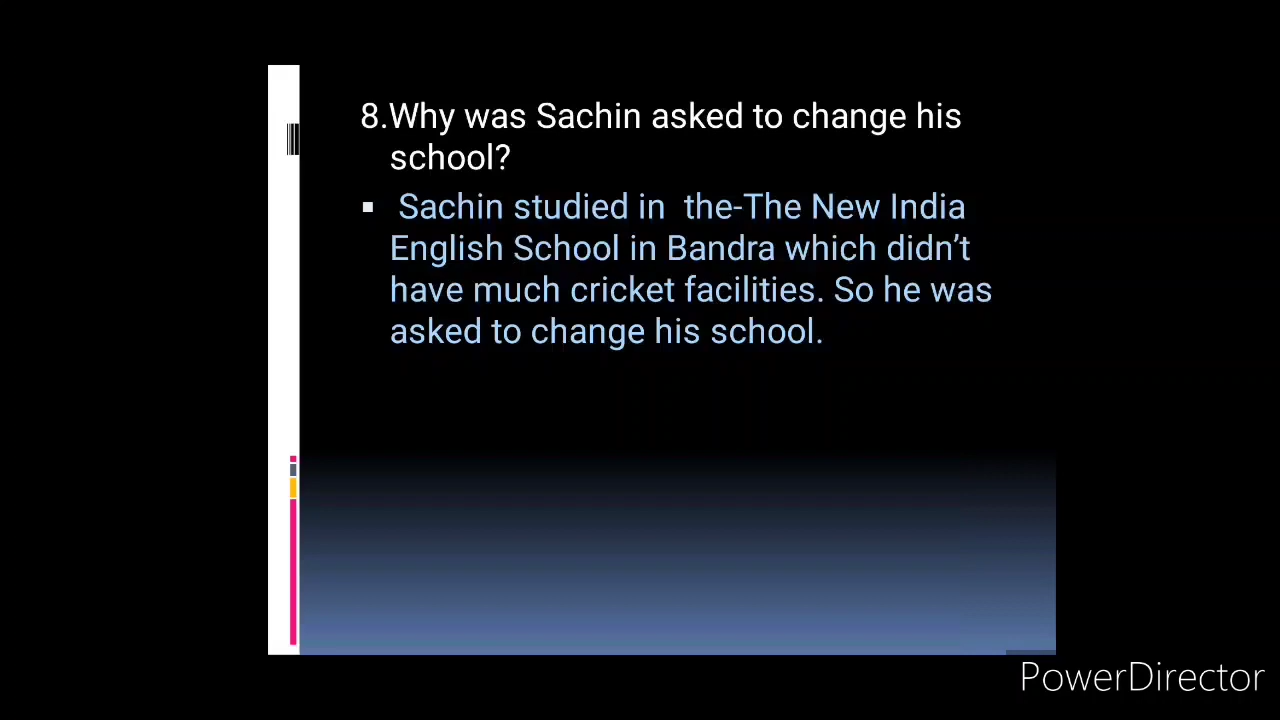 8.Why was Sachin asked to change his
school?
▪ Sachin studied in the-The New India
English School in Bandra which didn’t
have much cricket facilities. So he was
asked to change his school.
PowerDirector